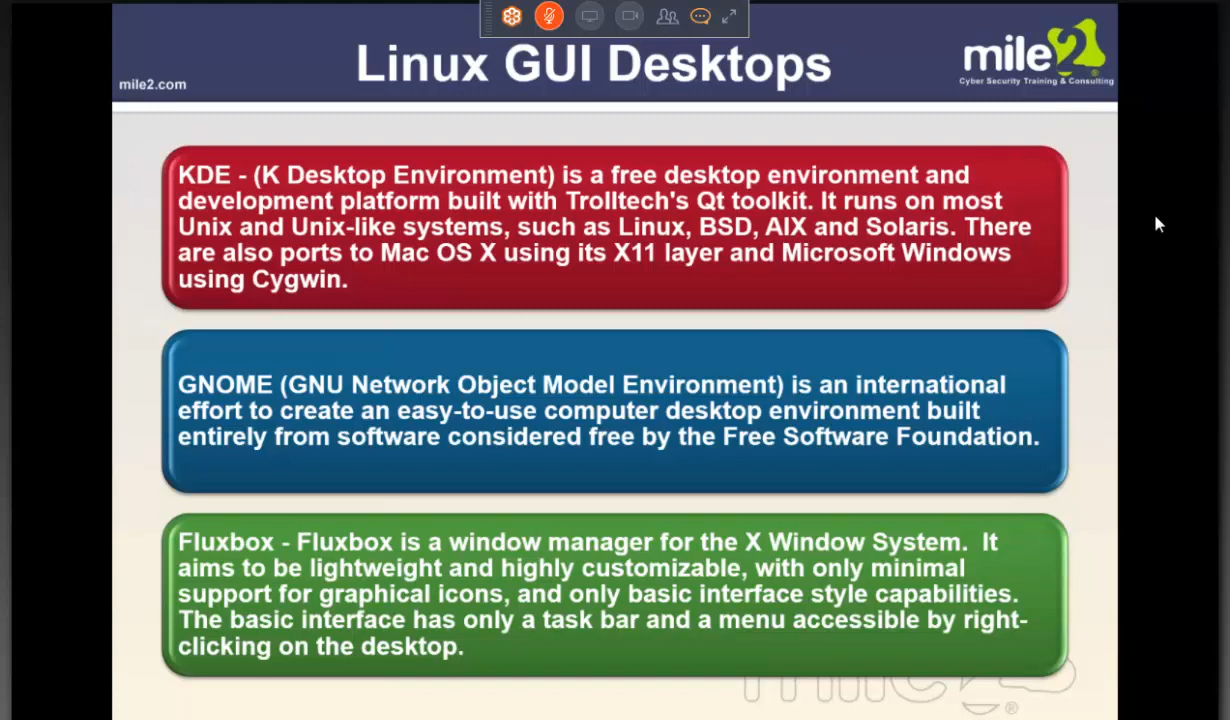 Linux GUI Desktops
mile2.com
mile2
®
Cyber Security Training & Consulting
KDE - (K Desktop Environment) is a free desktop environment and
development platform built with Trolltech's Qt toolkit. It runs on most
Unix and Unix-like systems, such as Linux, BSD, AIX and Solaris. There
are also ports to Mac OS X using its X11 layer and Microsoft Windows
using Cygwin.
GNOME (GNU Network Object Model Environment) is an international
effort to create an easy-to-use computer desktop environment built
entirely from software considered free by the Free Software Foundation.
Fluxbox - Fluxbox is a window manager for the X Window System.  It
aims to be lightweight and highly customizable, with only minimal
support for graphical icons, and only basic interface style capabilities.
The basic interface has only a task bar and a menu accessible by right-
clicking on the desktop.
mile2
®